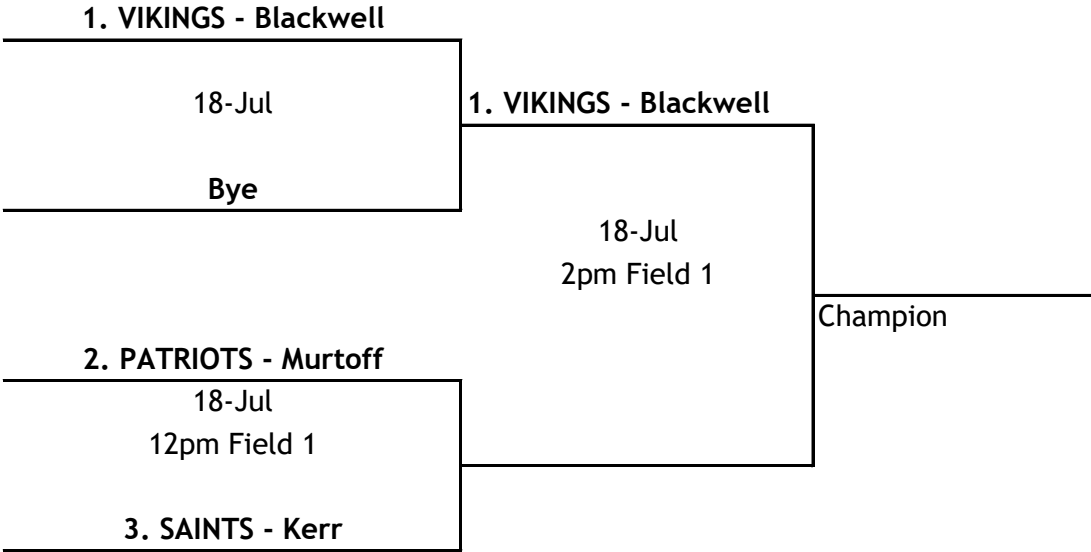 1. VIKINGS - Blackwell
18-Jul
1. VIKINGS - Blackwell
Bye
18-Jul
2pm Field 1
Champion
2. PATRIOTS - Murtoff
18-Jul
12pm Field 1
3. SAINTS - Kerr